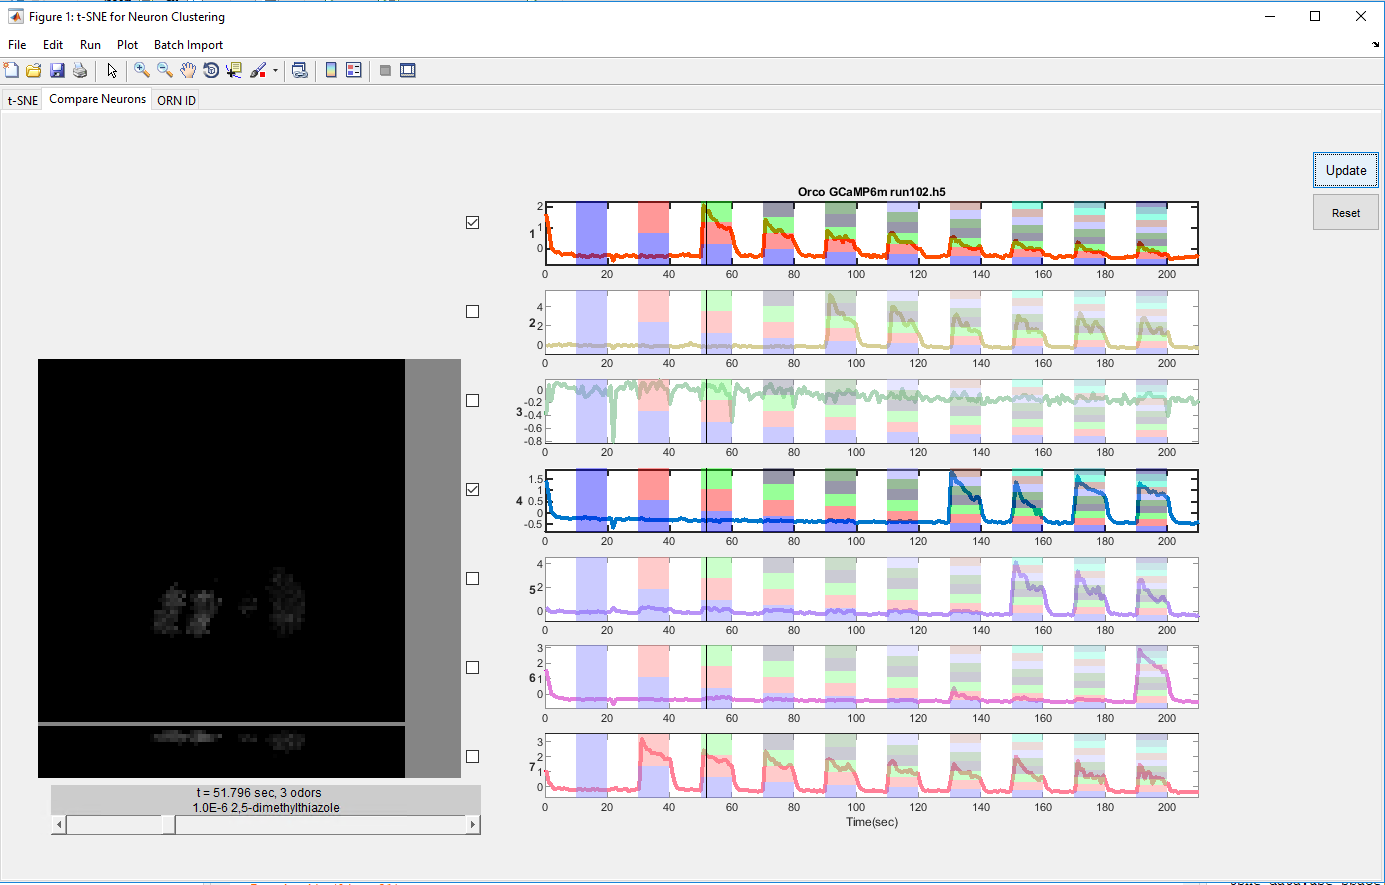 Figure 1: t-SNE for Neuron Clustering
File Edit Run Plot Batch Import
t-SNE Compare Neurons ORN ID
Update
Reset
Orco GCaMP6m run102.h5
2
1
0
1
0 20 40 60 80 100 120 140 160 180 200
4
2
0
2
0 20 40 60 80 100 120 140 160 180 200
0
-0.2
-0.4
-0.6
-0.8
3
0 20 40 60 80 100 120 140 160 180 200
1.5
1
0.5
0
-0.5
4
0 20 40 60 80 100 120 140 160 180 200
4
2
0
5
0 20 40 60 80 100 120 140 160 180 200
3
2
1
0
6
0 20 40 60 80 100 120 140 160 180 200
3
2
1
0
7
0 20 40 60 80 100 120 140 160 180 200
Time(sec)
t = 51.796 sec, 3 odors
1.0E-6 2,5-dimethylthiazole